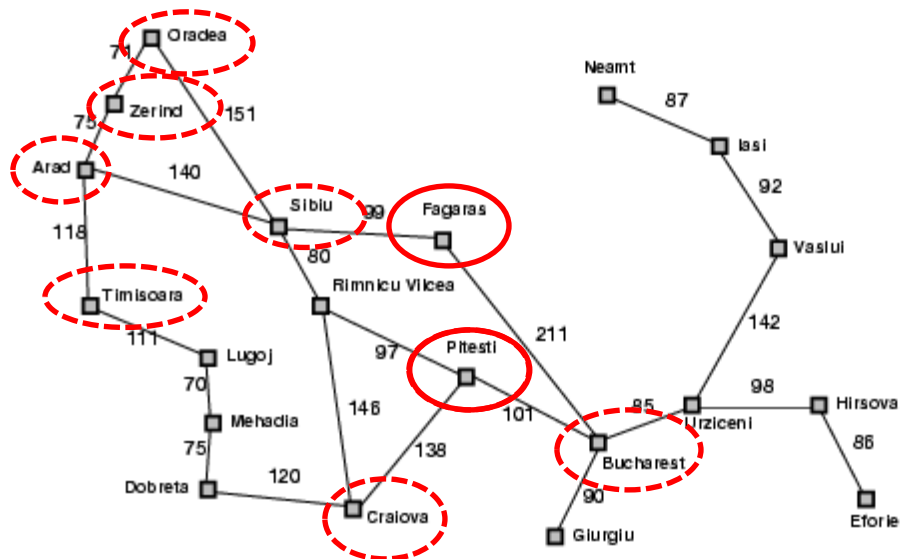 Oradea
71
Neamt
Zerind
87
75
151
Iasi
Arad
140
92
Sibiu
99
Fagaras
118
80
Vaslui
Timisoara
Rimnicu Vilcea
111
211
142
Lugoj
97
Pitesti
70
98
146
101
85
Hirsova
Mehadia
Urziceni
75
138
86
Bucharest
Dobreta
120
90
Craiova
Giurgiu
Eforie